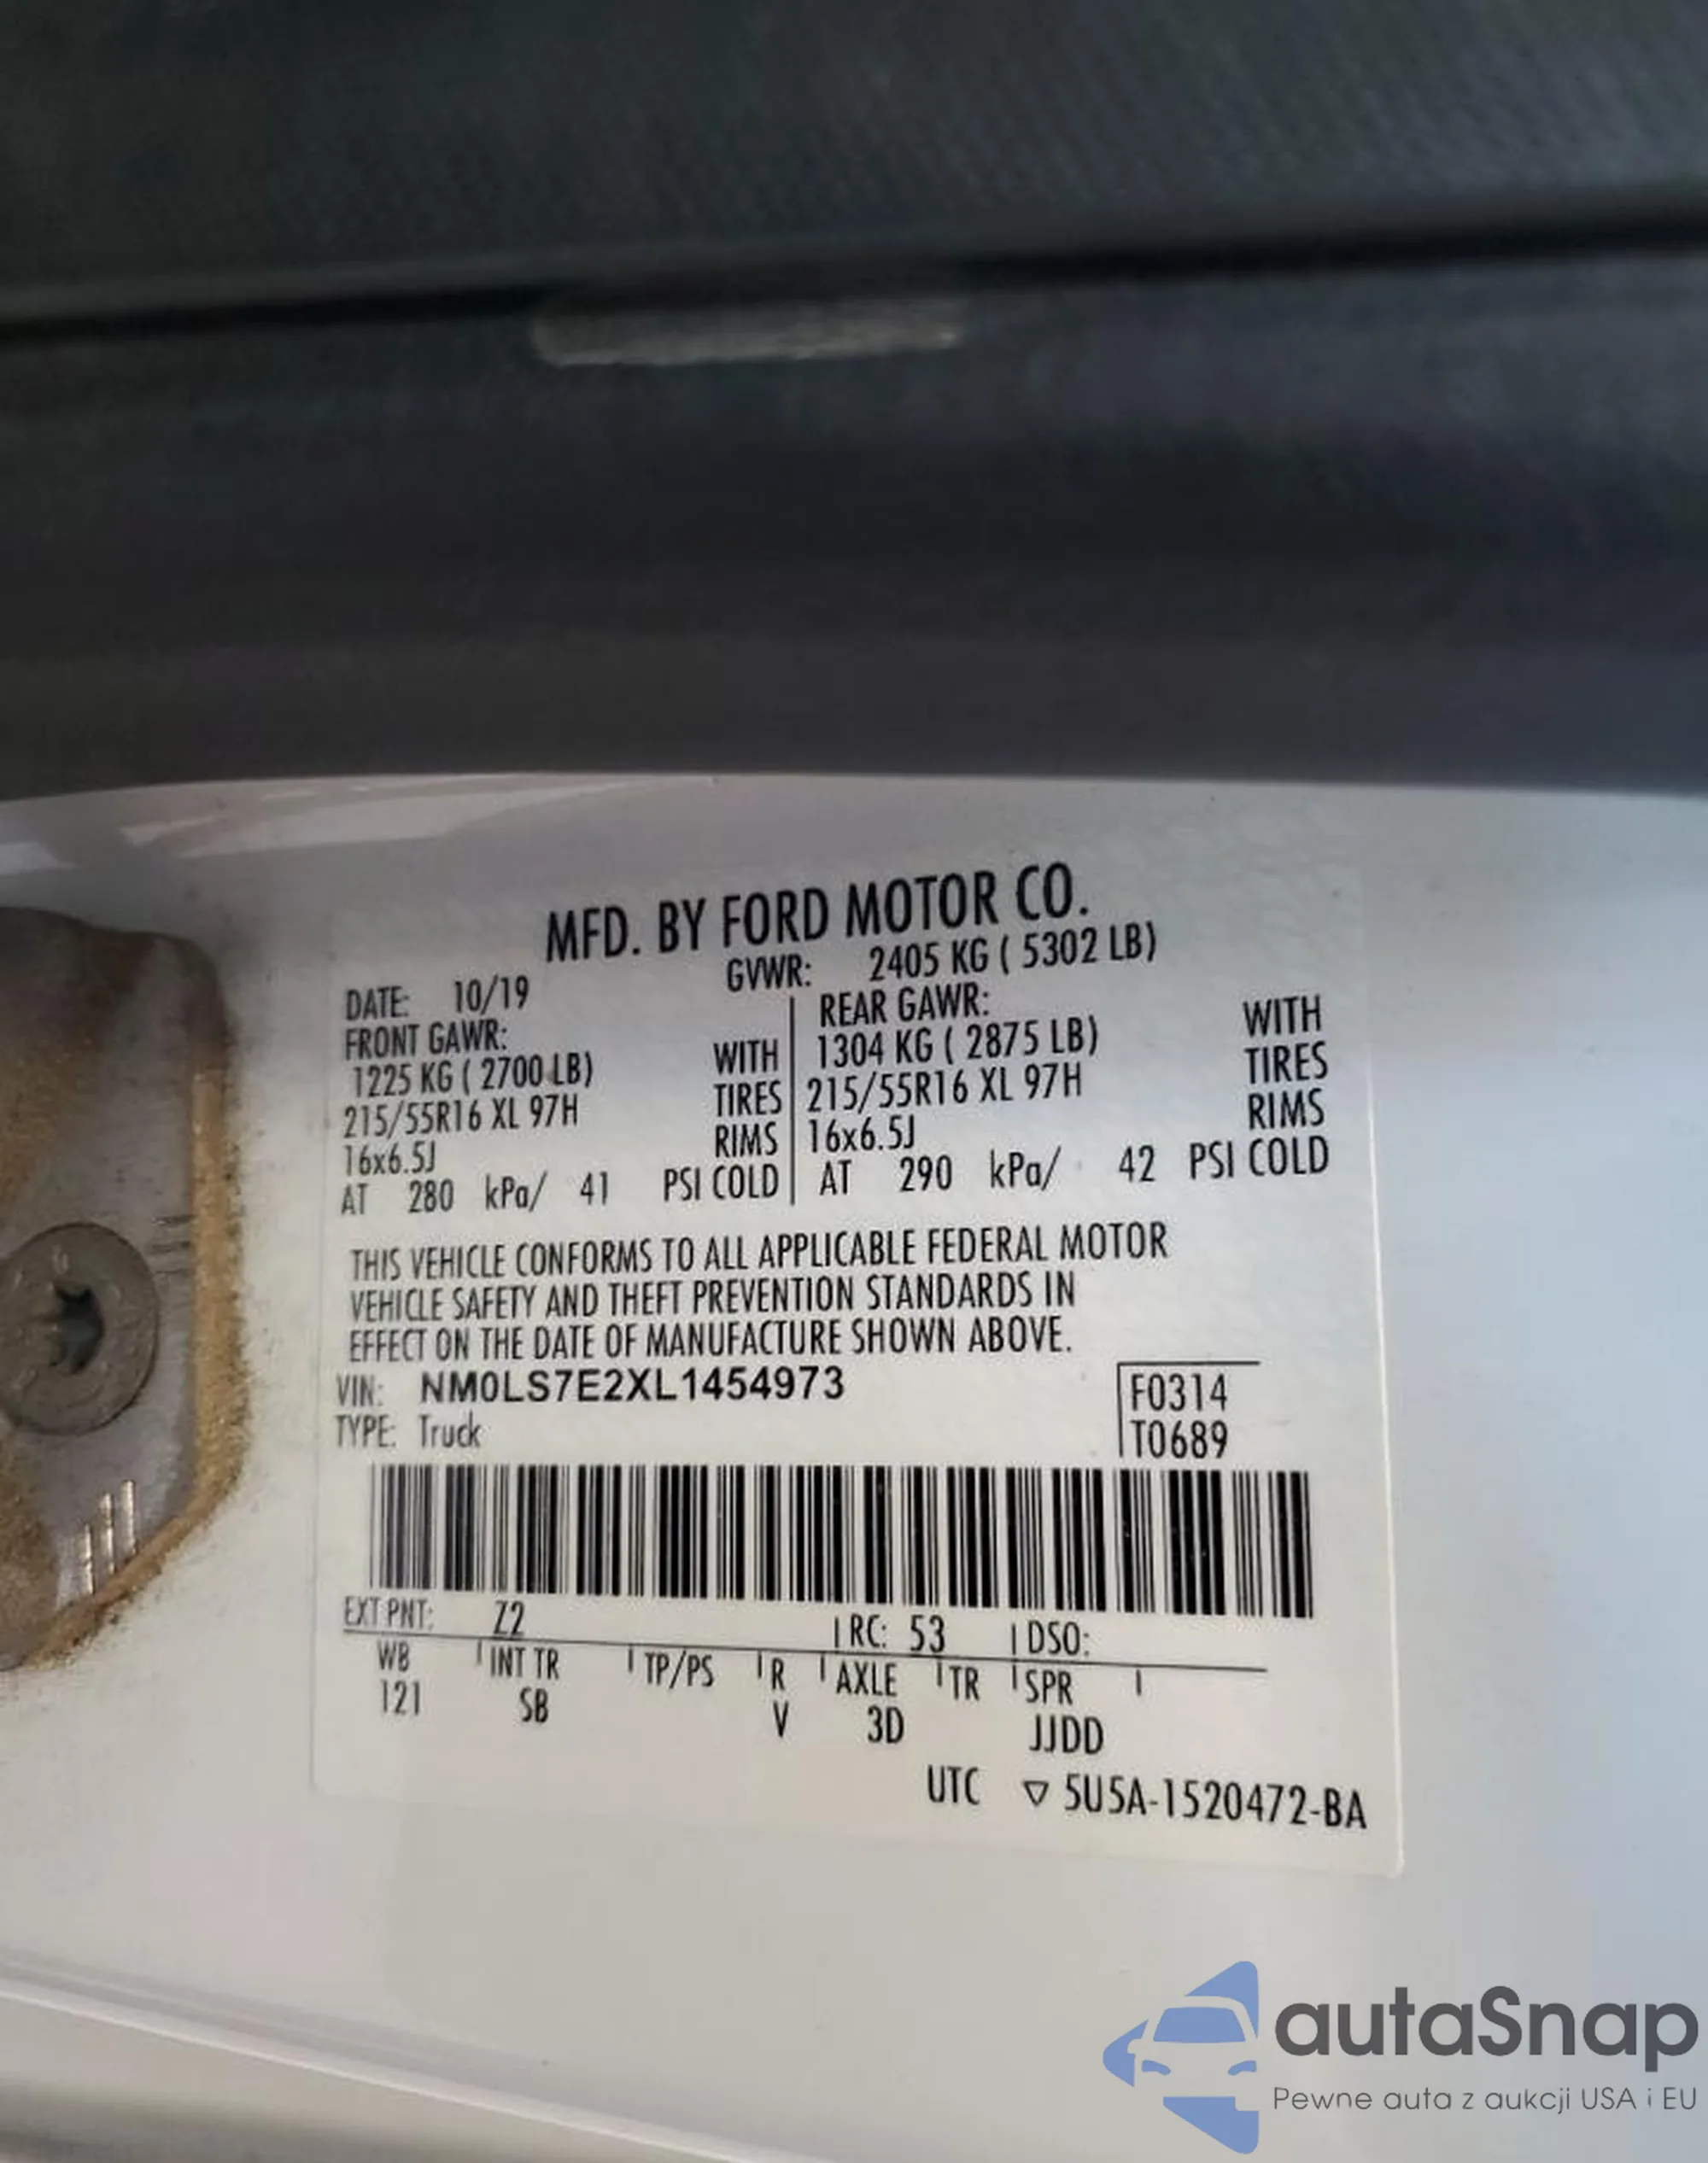 MFD. BY FORD MOTOR CO.
DATE: 10/19 GVWR: 2405 KG ( 5302 LB)
FRONT GAWR: REAR GAWR:
1225 KG ( 2700 LB) WITH 1304 KG ( 2875 LB) WITH
215/55R16 XL 97H TIRES 215/55R16 XL 97H TIRES
16x6.5J RIMS 16x6.5J RIMS
AT 280 kPa/ 41 PSI COLD AT 290 kPa/ 42 PSI COLD
THIS VEHICLE CONFORMS TO ALL APPLICABLE FEDERAL MOTOR
VEHICLE SAFETY AND THEFT PREVENTION STANDARDS IN
EFFECT ON THE DATE OF MANUFACTURE SHOWN ABOVE.
VIN: NM0LS7E2XL1454973 F0314
TYPE: Truck T0689
EXT PNT: Z2 RC: 53 DSO:
WB INT TR TP/PS R AXLE TR SPR
121 SB V 3D JJDD
UTC ▽ 5U5A-1520472-BA
autaSnap
Pewne auta z aukcji USA i EU